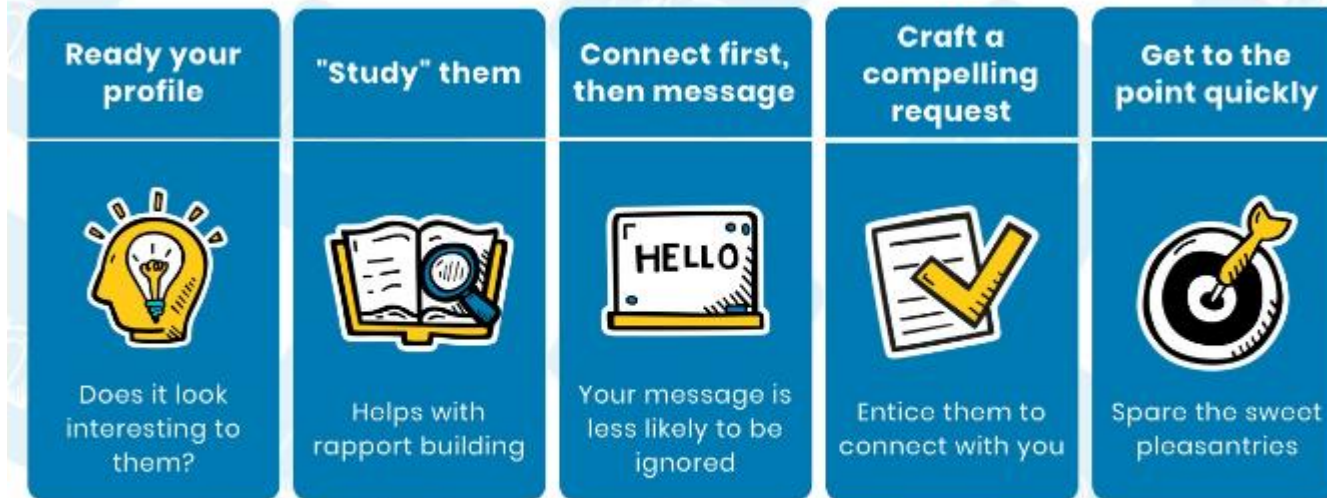 Ready your
profile
Does it look
interesting to
them?
"Study" them
Helps with
rapport building
Connect first,
then message
HELLO
Your message is
less likely to be
ignored
Craft a
compelling
request
Entice them to
connect with you
Get to the
point quickly
Spare the sweet
pleasantries